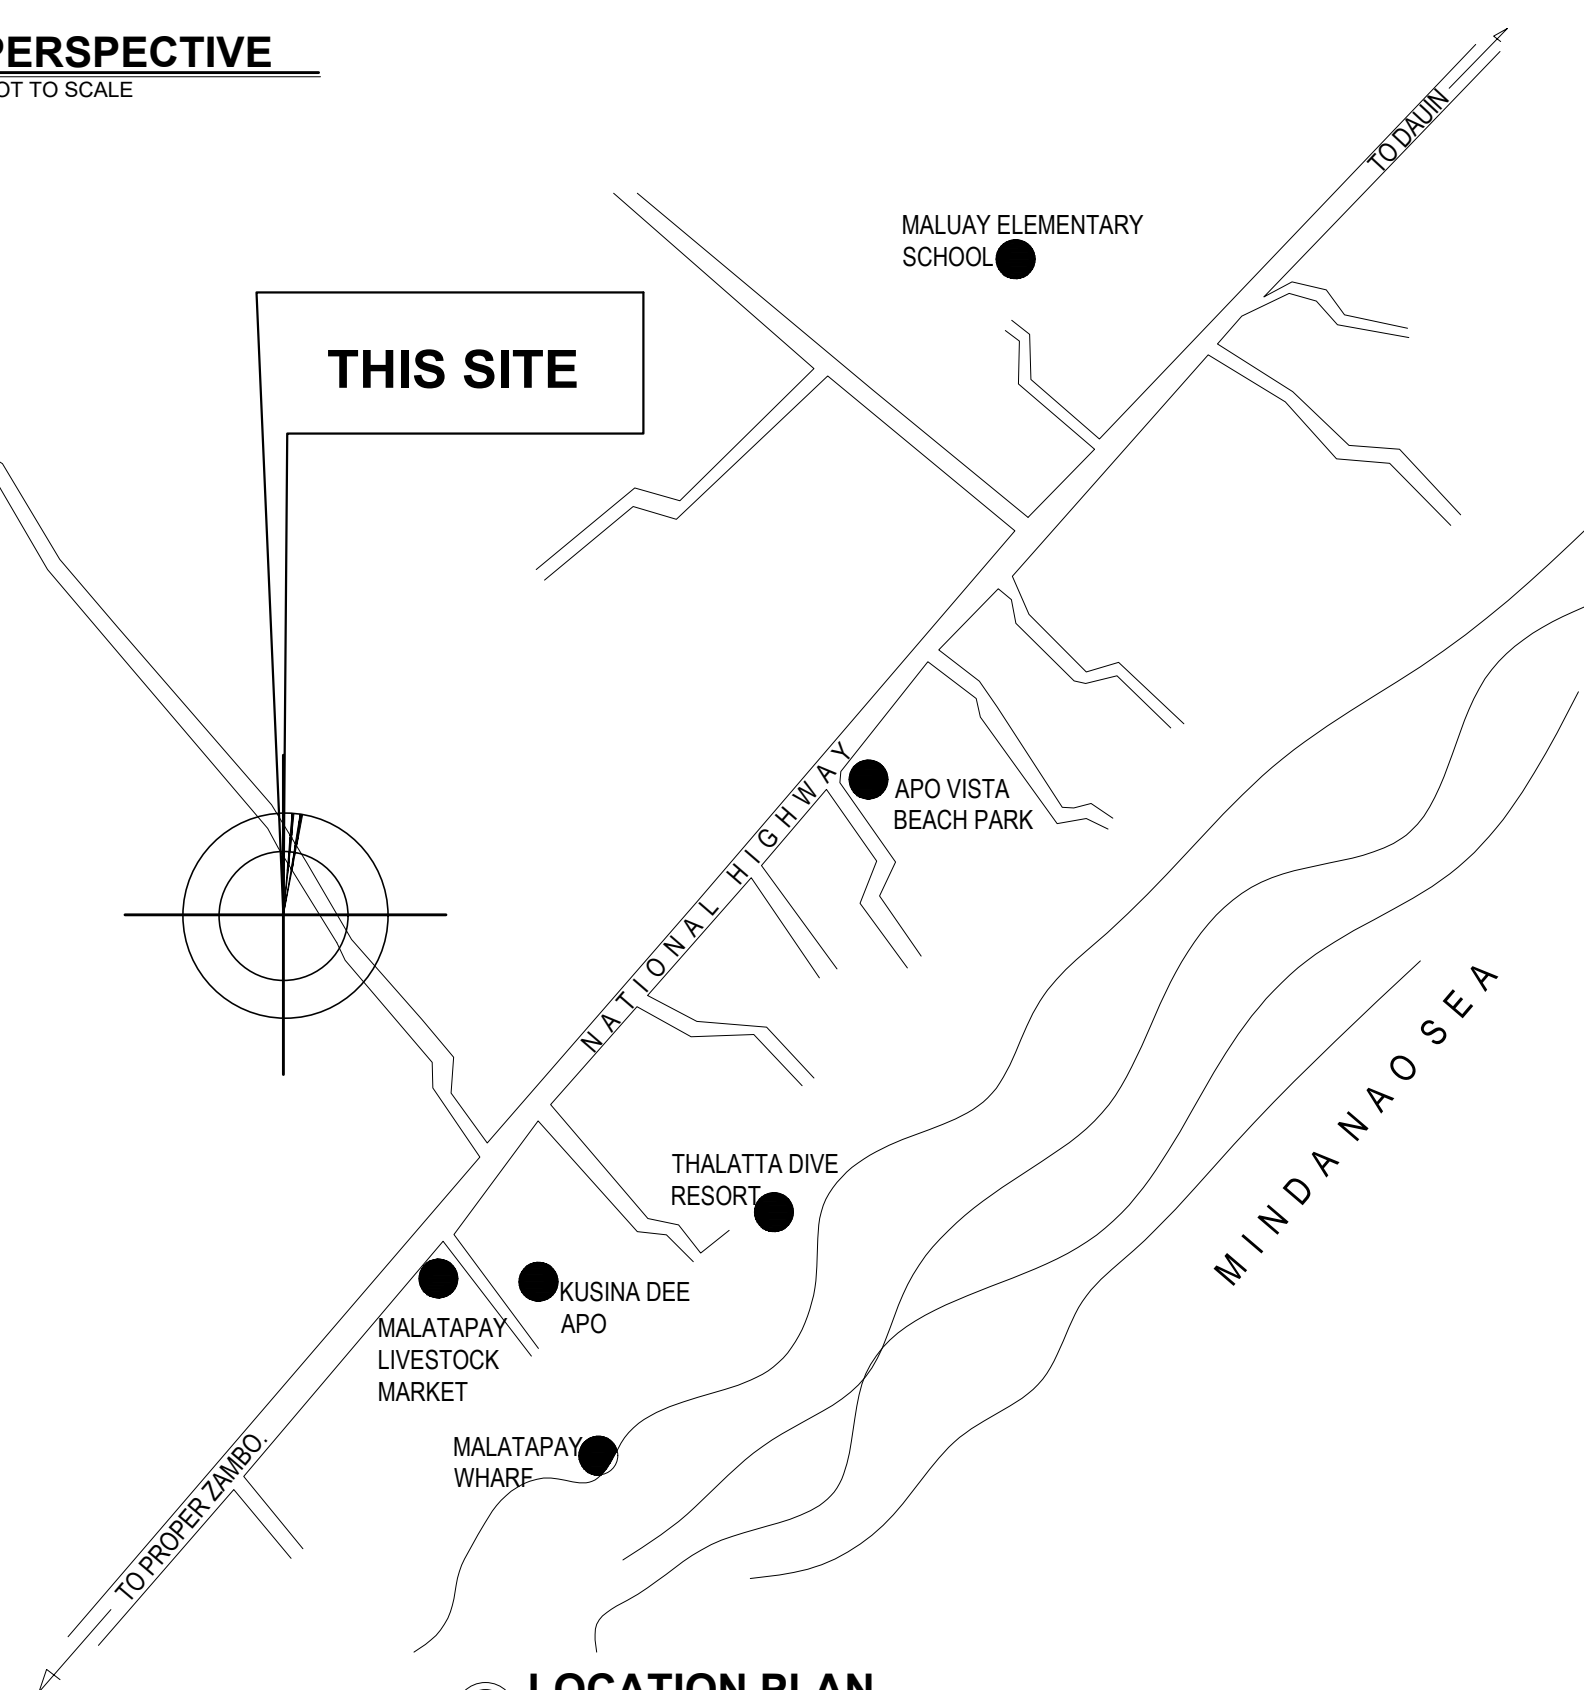 PERSPECTIVE
NOT TO SCALE
TO DAUIN
MALUAY ELEMENTARY
SCHOOL
THIS SITE
NATIONAL HIGHWAY
APO VISTA
BEACH PARK
MINDANAO SEA
THALATTA DIVE
RESORT
KUSINA DEE
APO
MALATAPAY
LIVESTOCK
MARKET
MALATAPAY
WHARF
TO PROPER ZAMBO.
LOCATION PLAN